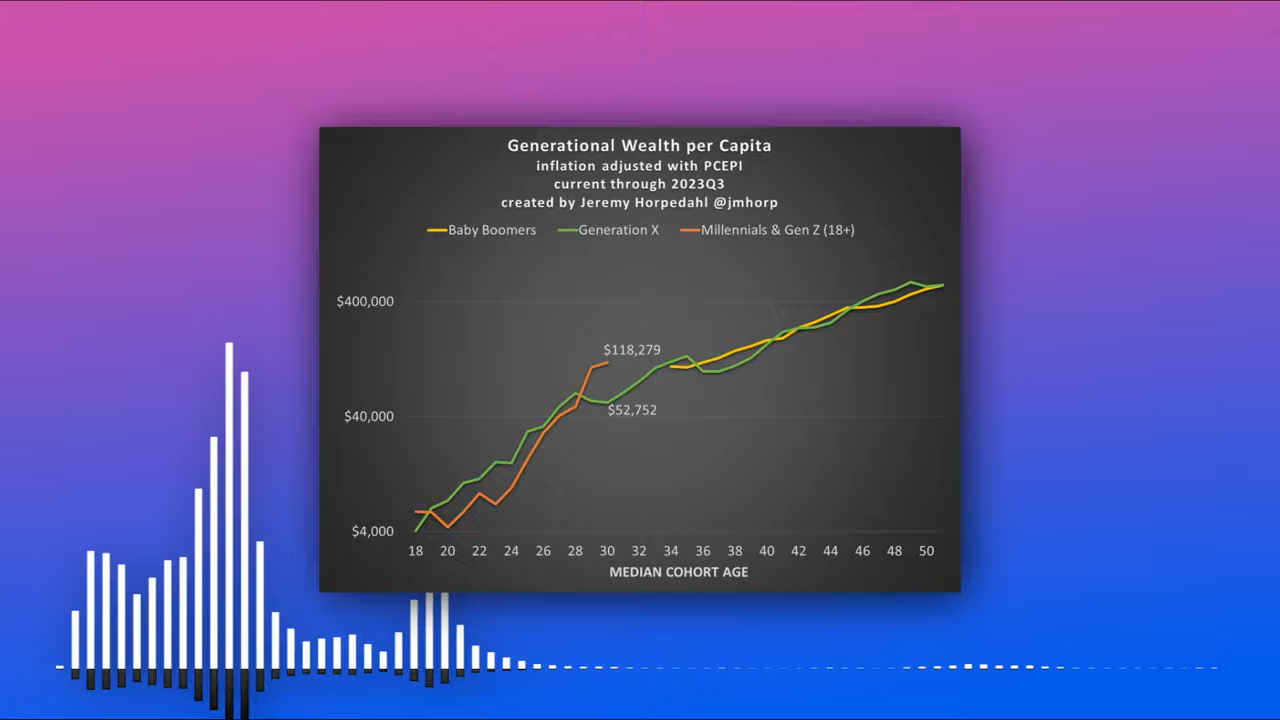 Generational Wealth per Capita
inflation adjusted with PCEPI
current through 2023Q3
created by Jeremy Horpedahl @jmhorp
Baby Boomers Generation X Millennials & Gen Z (18+)
$400,000
$118,279
$40,000
$52,752
$4,000
18 20 22 24 26 28 30 32 34 36 38 40 42 44 46 48 50
MEDIAN COHORT AGE